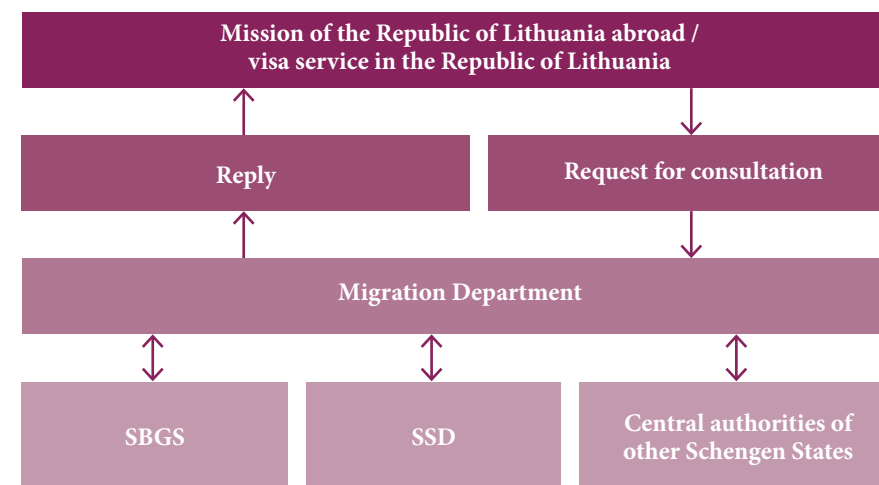 Mission of the Republic of Lithuania abroad /
visa service in the Republic of Lithuania
Reply
Request for consultation
Migration Department
SBGS
SSD
Central authorities of
other Schengen States